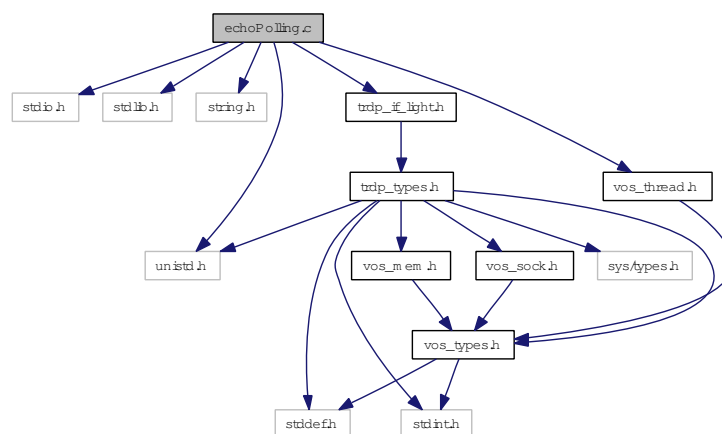 echoPolling.c
stdio.h
stdlib.h
string.h
trdp_if_light.h
trdp_types.h
vos_thread.h
unistd.h
vos_mem.h
vos_sock.h
sys/types.h
vos_types.h
stddef.h
stdint.h